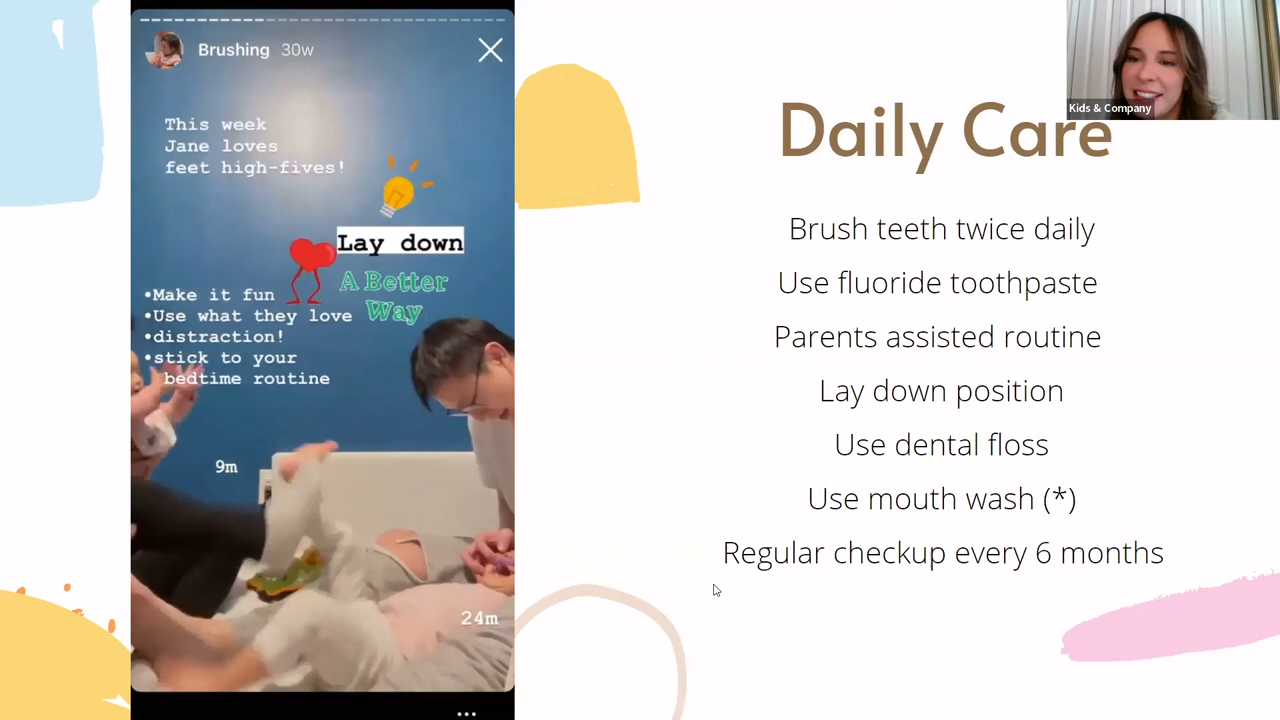 Brushing 30w
This week
Jane loves
feet high-fives!
Lay down
A Better
Way
•Make it fun
•Use what they love
•distraction!
•stick to your
bedtime routine
9m
24m
Kids & Company
Daily Care
Brush teeth twice daily
Use fluoride toothpaste
Parents assisted routine
Lay down position
Use dental floss
Use mouth wash (*)
Regular checkup every 6 months